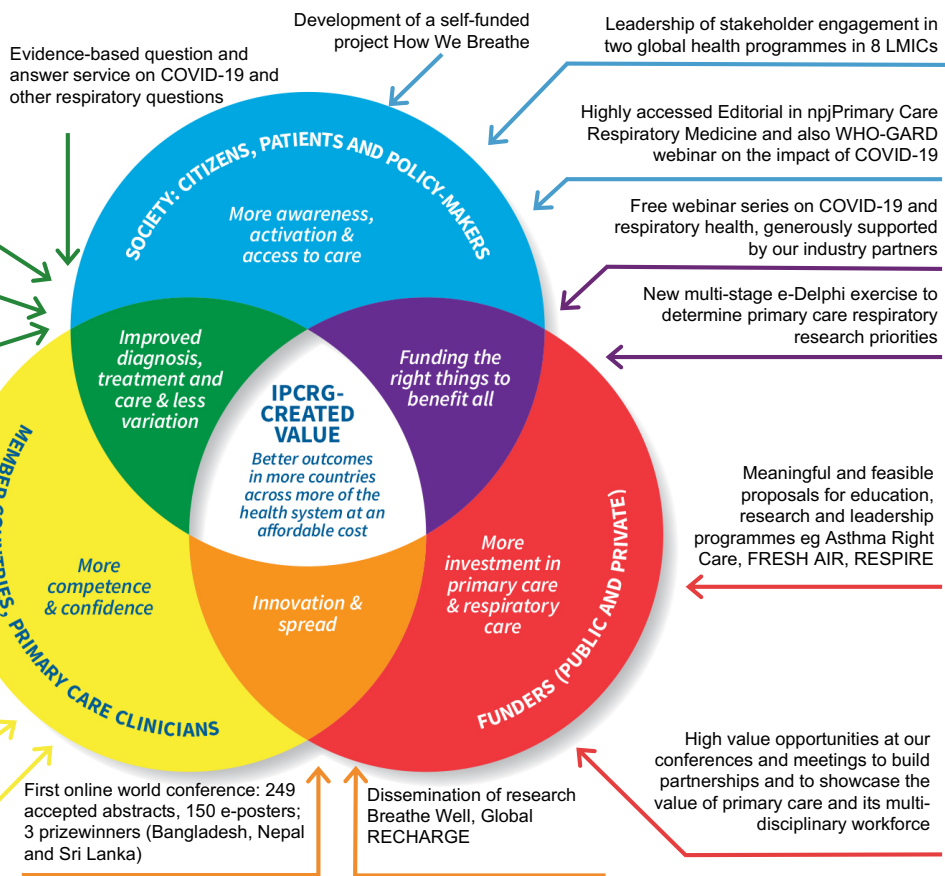 Development of a self-funded
project How We Breathe
Leadership of stakeholder engagement in
two global health programmes in 8 LMICs
Evidence-based question and
answer service on COVID-19 and
other respiratory questions
Highly accessed Editorial in npjPrimary Care
Respiratory Medicine and also WHO-GARD
webinar on the impact of COVID-19
Free webinar series on COVID-19 and
respiratory health, generously supported
by our industry partners
New multi-stage e-Delphi exercise to
determine primary care respiratory
research priorities
SOCIETY: CITIZENS, PATIENTS AND POLICY-MAKERS
More awareness,
activation &
access to care
Improved
diagnosis,
treatment and
care & less
variation
Funding the
right things to
benefit all
IPCRG-
CREATED
VALUE
Better outcomes
in more countries
across more of the
health system at an
affordable cost
MEMBER COUNTRIES, PRIMARY CARE CLINICIANS
More
competence
& confidence
Innovation &
spread
More
investment in
primary care
& respiratory
care
FUNDERS (PUBLIC AND PRIVATE)
Meaningful and feasible
proposals for education,
research and leadership
programmes eg Asthma Right
Care, FRESH AIR, RESPIRE
High value opportunities at our
conferences and meetings to build
partnerships and to showcase the
value of primary care and its multi-
disciplinary workforce
First online world conference: 249
accepted abstracts, 150 e-posters;
3 prizewinners (Bangladesh, Nepal
and Sri Lanka)
Dissemination of research
Breathe Well, Global
RECHARGE